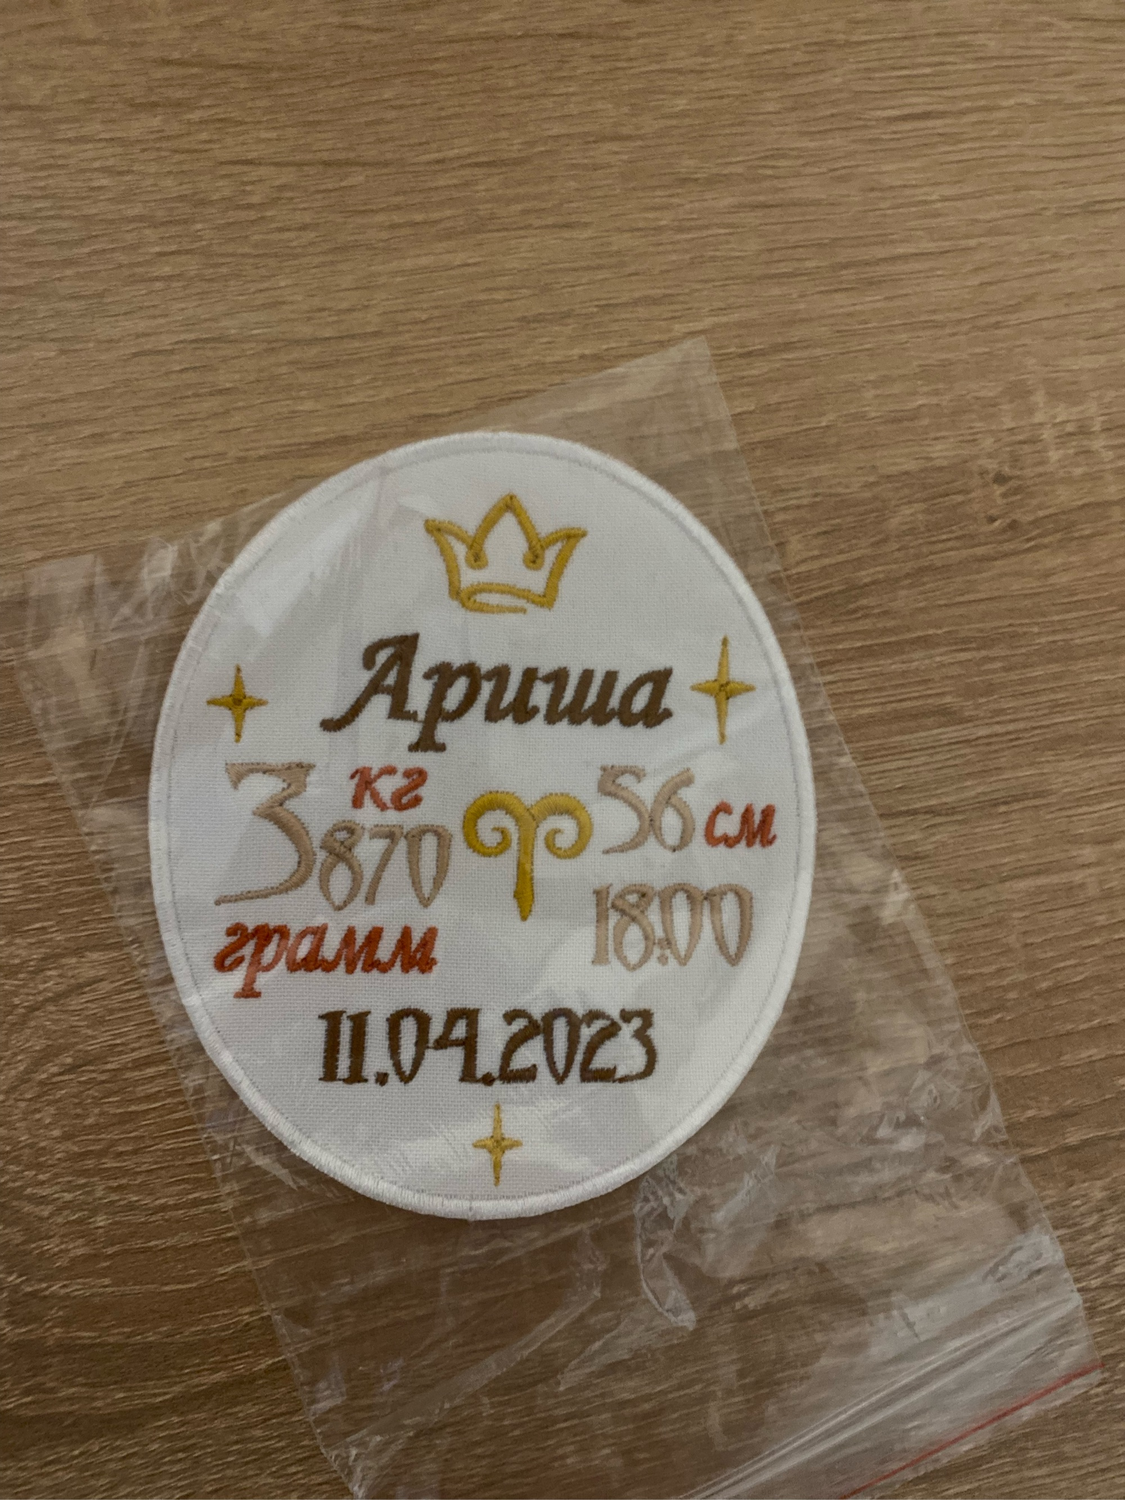 Ариша
3 кг 56 см
870 18:00
грамм
11.04.2023